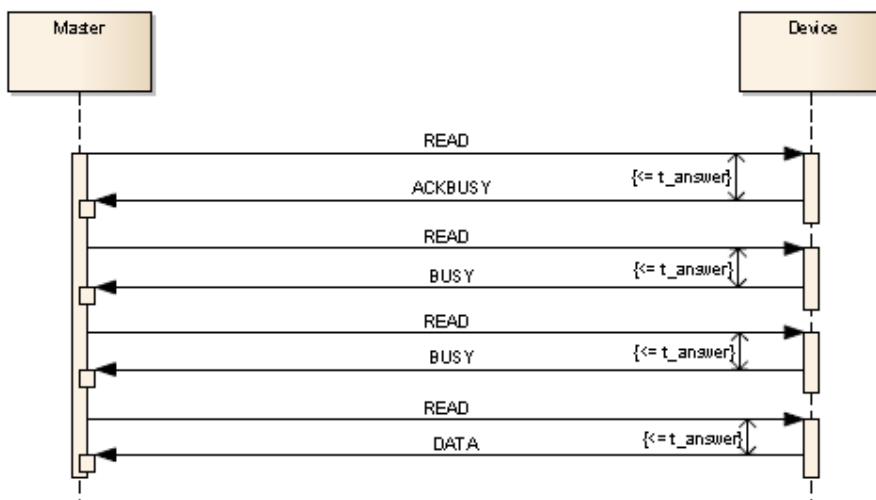 Master
Device
READ
{<= t_answer}
ACKBUSY
READ
{<= t_answer}
BUSY
READ
{<= t_answer}
BUSY
READ
{<= t_answer}
DATA